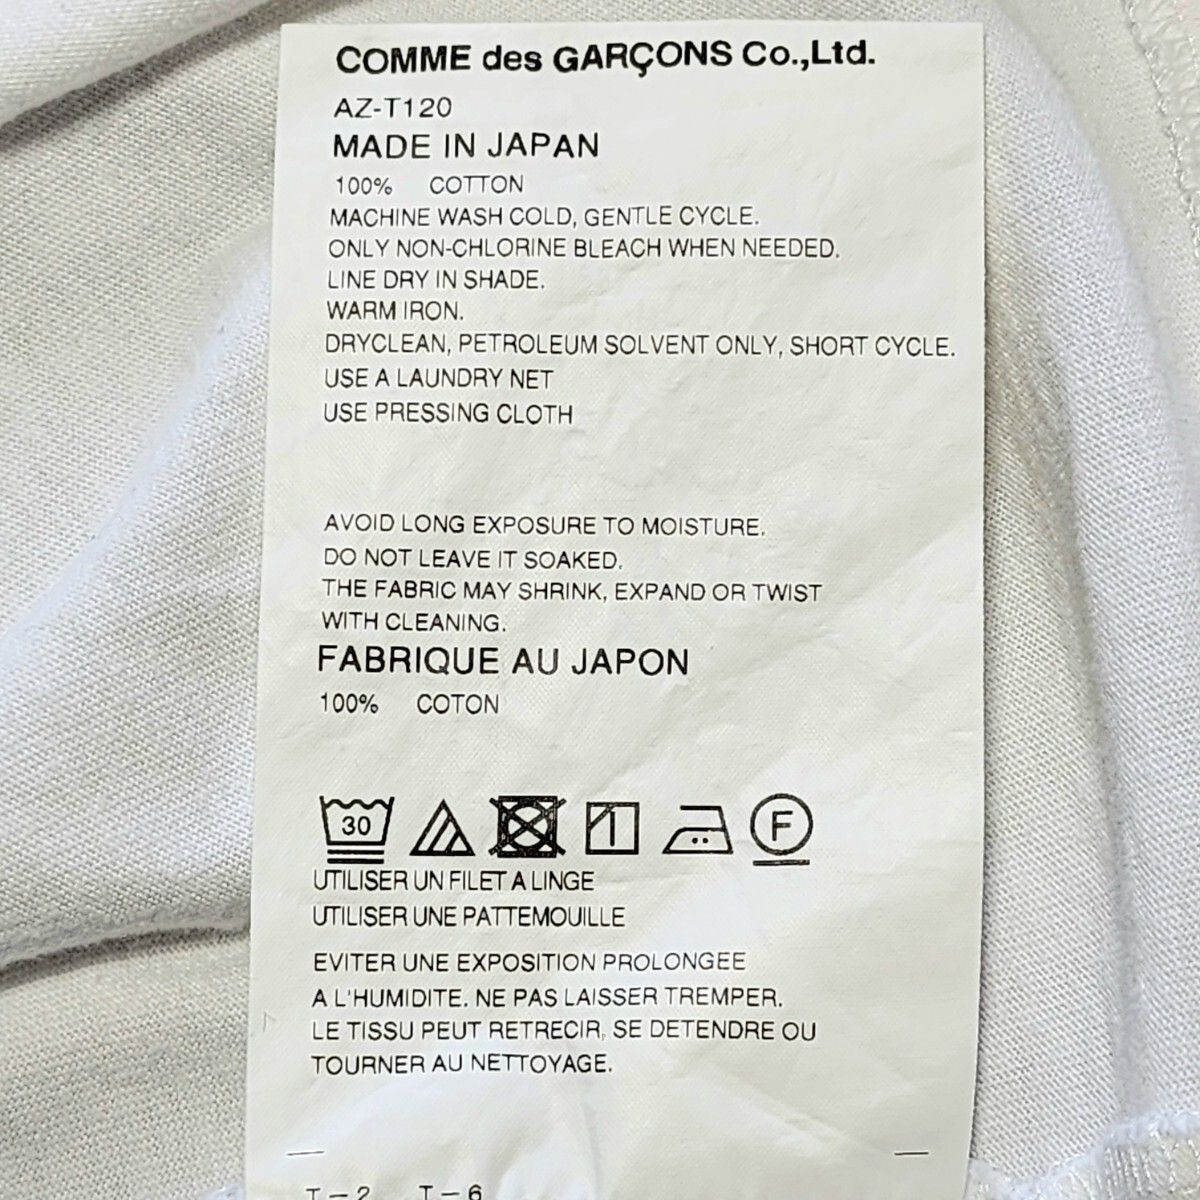 COMME des GARÇONS Co.,Ltd.
AZ-T120
MADE IN JAPAN
100% COTTON
MACHINE WASH COLD, GENTLE CYCLE.
ONLY NON-CHLORINE BLEACH WHEN NEEDED.
LINE DRY IN SHADE.
WARM IRON.
DRYCLEAN, PETROLEUM SOLVENT ONLY, SHORT CYCLE.
USE A LAUNDRY NET
USE PRESSING CLOTH
AVOID LONG EXPOSURE TO MOISTURE.
DO NOT LEAVE IT SOAKED.
THE FABRIC MAY SHRINK, EXPAND OR TWIST
WITH CLEANING.
FABRIQUE AU JAPON
100% COTON
30 F
UTILISER UN FILET A LINGE
UTILISER UNE PATTEMOUILLE
EVITER UNE EXPOSITION PROLONGEE
A L'HUMIDITE. NE PAS LAISSER TREMPER.
LE TISSU PEUT RETRECIR, SE DETENDRE OU
TOURNER AU NETTOYAGE.
T-2 T-6